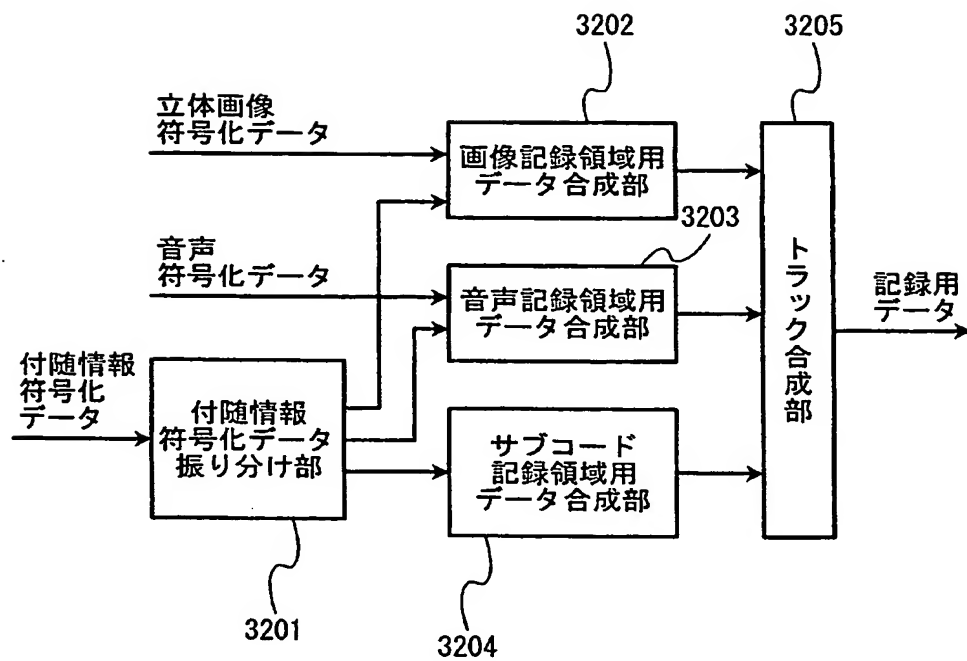 3202
3205
立体画像
符号化データ
画像記録領域用
データ合成部
3203
音声
符号化データ
音声記録領域用
データ合成部
トラック合成部
記録用
データ
付随情報
符号化
データ
付随情報
符号化データ
振り分け部
サブコード
記録領域用
データ合成部
3201
3204